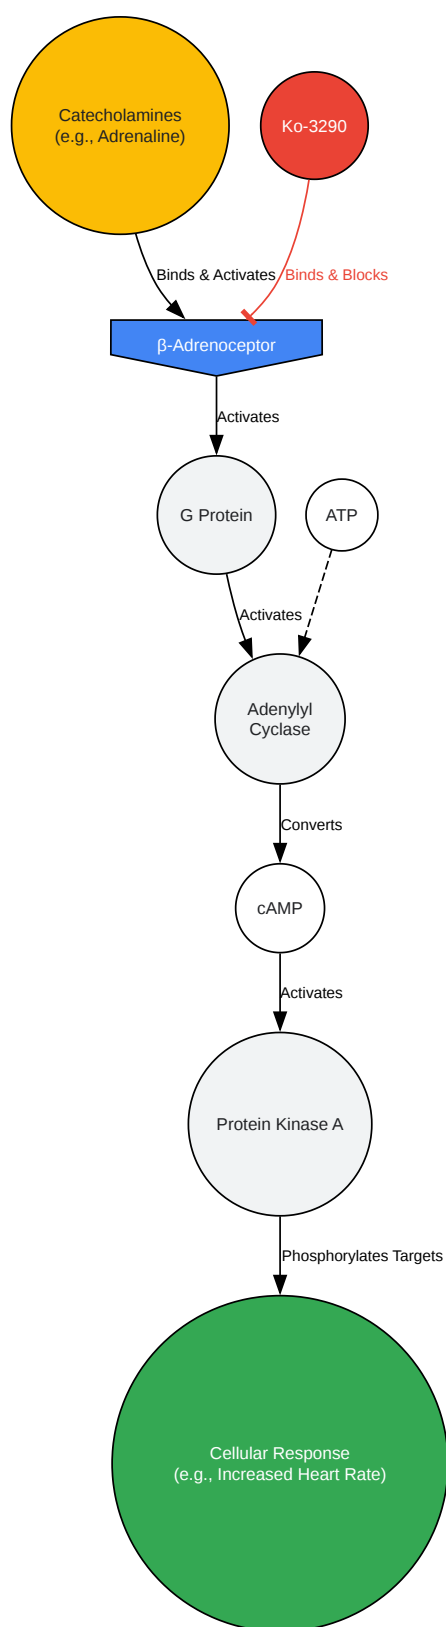 Catecholamines
(e.g., Adrenaline)
Ko-3290
Binds & Activates
Binds & Blocks
β-Adrenoceptor
Activates
G Protein
ATP
Activates
Adenylyl
Cyclase
Converts
cAMP
Activates
Protein Kinase A
Phosphorylates Targets
Cellular Response
(e.g., Increased Heart Rate)